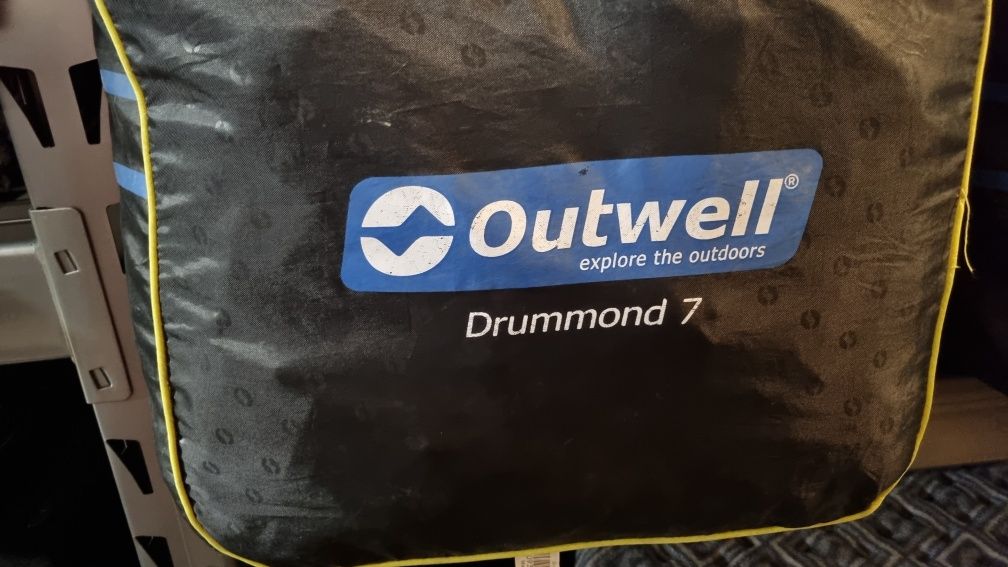 Outwell®
explore the outdoors
Drummond 7